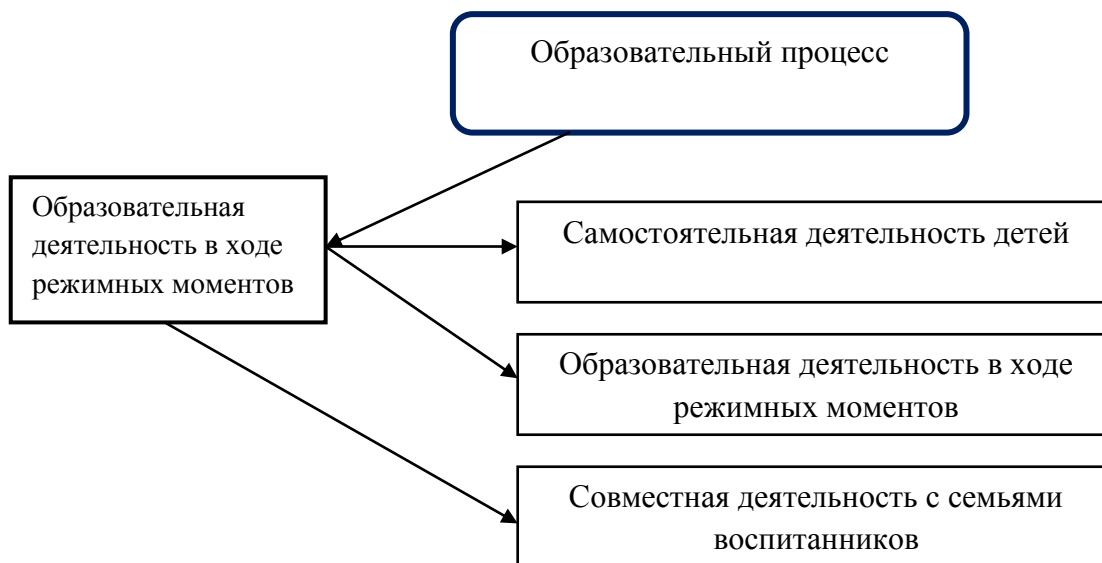 Образовательный процесс
Образовательная
деятельность в ходе
режимных моментов
Самостоятельная деятельность детей
Образовательная деятельность в ходе
режимных моментов
Совместная деятельность с семьями
воспитанников